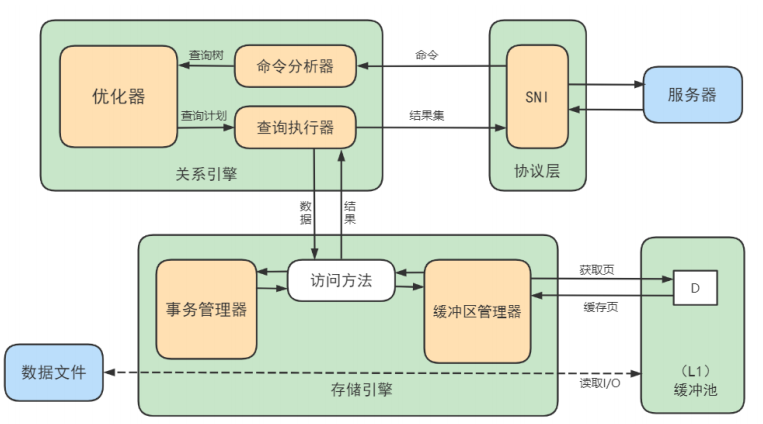 查询树
命令分析器
命令
优化器
SNI
服务器
查询计划
查询执行器
结果集
关系引擎
协议层
数据
结果
事务管理器
访问方法
缓冲区管理器
获取页
D
缓存页
数据文件
存储引擎
读取I/O
（L1）
缓冲池